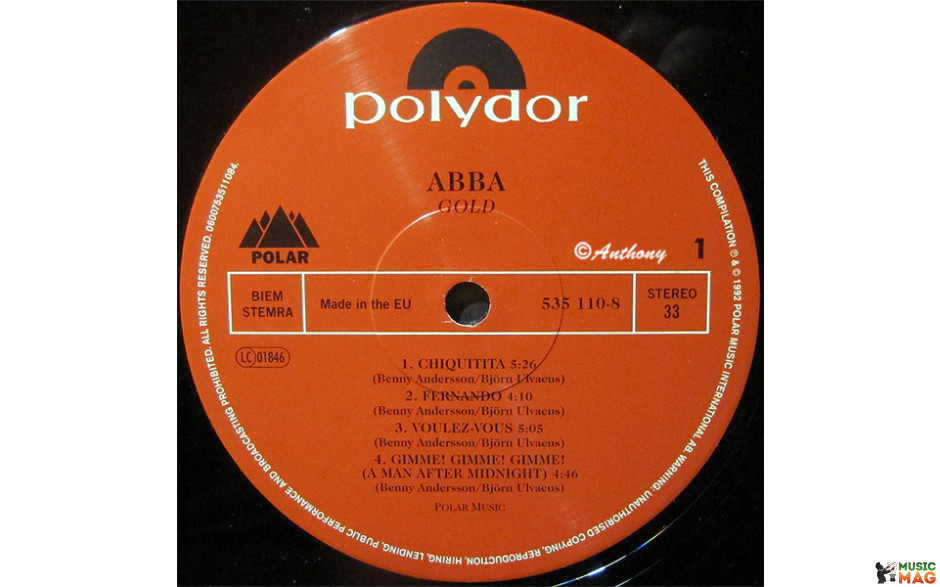 polydor
ABBA
GOLD
POLAR
©Anthony
1
BIEM
STEMRA
Made in the EU
535 110-8
STEREO
33
LC 01846
1. CHIQUITITA 5:26
(Benny Andersson/Björn Ulvaeus)
2. FERNANDO 4:10
(Benny Andersson/Björn Ulvaeus)
3. VOULEZ-VOUS 5:05
(Benny Andersson/Björn Ulvaeus)
4. GIMME! GIMME! GIMME!
(A MAN AFTER MIDNIGHT) 4:46
(Benny Andersson/Björn Ulvaeus)
POLAR MUSIC
THIS COMPILATION ℗ & © 1992 POLAR MUSIC INTERNATIONAL AB. WARNING: UNAUTHORISED COPYING, REPRODUCTION, HIRING, LENDING, PUBLIC PERFORMANCE AND BROADCASTING PROHIBITED. ALL RIGHTS RESERVED. 0600753511084.
MUSIC
MAG